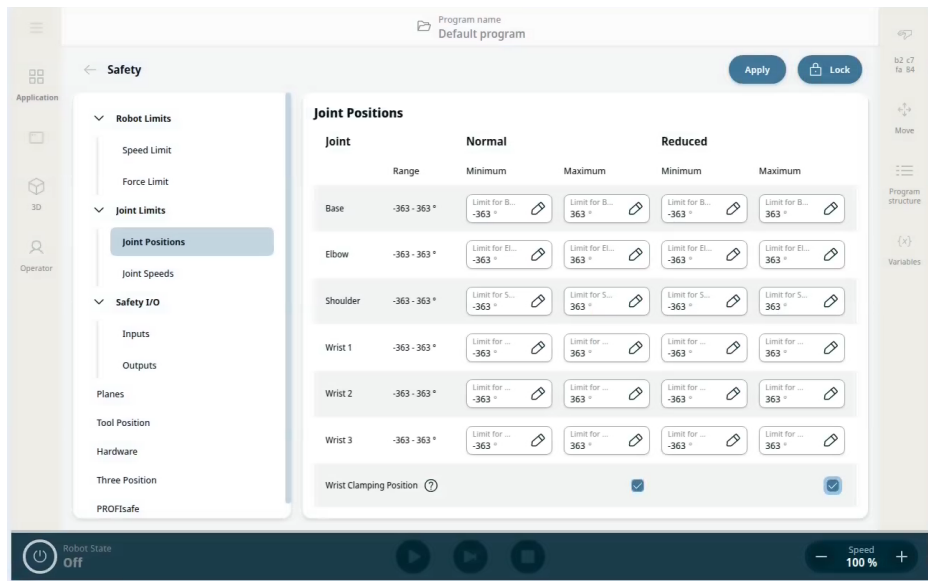 Program name
Default program
Safety
Apply
Lock
b2 c7
fa 84
Application
3D
Operator
Move
Program
structure
{x}
Variables
Robot Limits
Speed Limit
Force Limit
Joint Limits
Joint Positions
Joint Speeds
Safety I/O
Inputs
Outputs
Planes
Tool Position
Hardware
Three Position
PROFIsafe
Joint Positions
Joint Normal Reduced
Range Minimum Maximum Minimum Maximum
Limit for B... Limit for B... Limit for B... Limit for B...
Base -363 - 363 ° -363 ° 363 ° -363 ° 363 °
Limit for El... Limit for El... Limit for El... Limit for El...
Elbow -363 - 363 ° -363 ° 363 ° -363 ° 363 °
Limit for S... Limit for S... Limit for S... Limit for S...
Shoulder -363 - 363 ° -363 ° 363 ° -363 ° 363 °
Limit for ... Limit for ... Limit for ... Limit for ...
Wrist 1 -363 - 363 ° -363 ° 363 ° -363 ° 363 °
Limit for ... Limit for ... Limit for ... Limit for ...
Wrist 2 -363 - 363 ° -363 ° 363 ° -363 ° 363 °
Limit for ... Limit for ... Limit for ... Limit for ...
Wrist 3 -363 - 363 ° -363 ° 363 ° -363 ° 363 °
Wrist Clamping Position ?
Robot State
Off
Speed
100 %